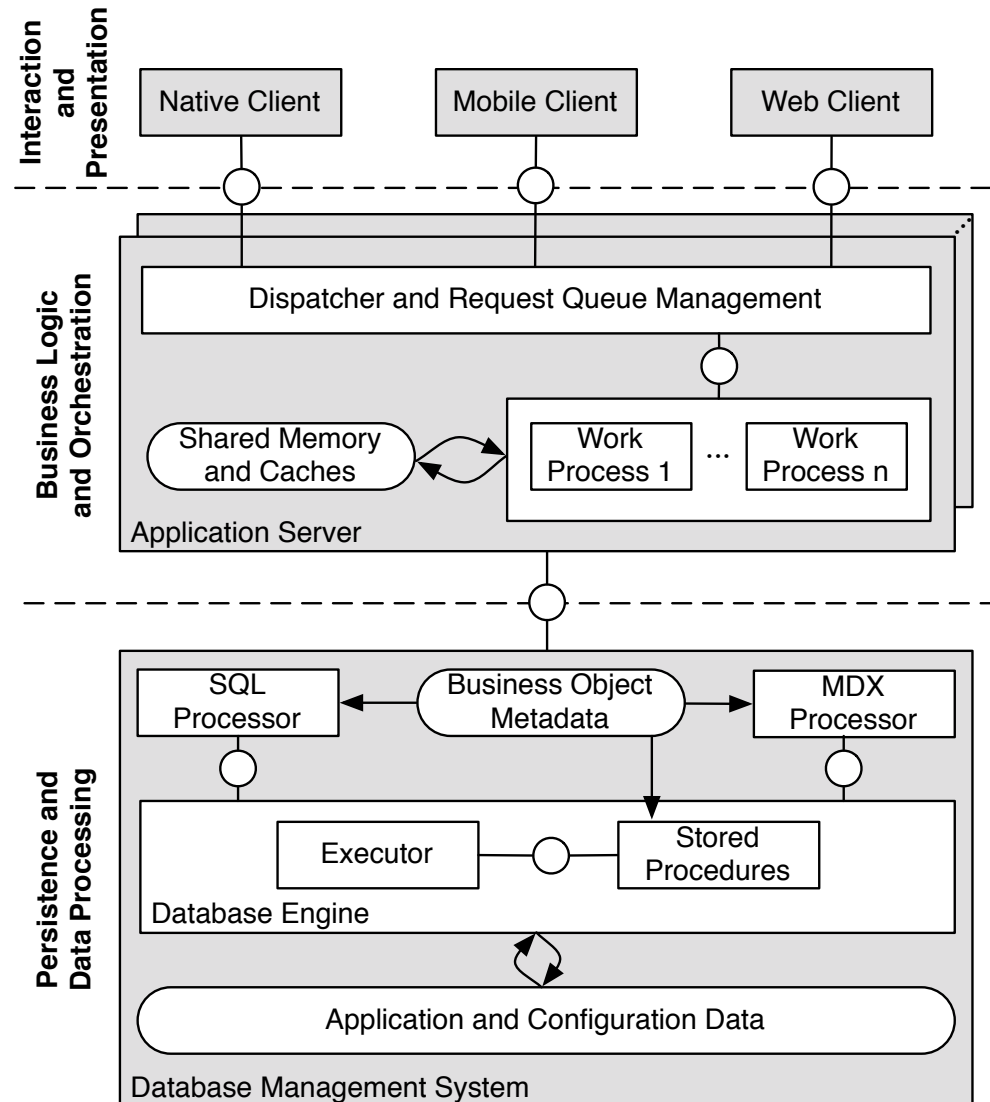 Interaction
and
Presentation
Native Client
Mobile Client
Web Client
Business Logic
and Orchestration
Dispatcher and Request Queue Management
Shared Memory
and Caches
Work
Process 1
...
Work
Process n
Application Server
Persistence and
Data Processing
SQL
Processor
Business Object
Metadata
MDX
Processor
Executor
Stored
Procedures
Database Engine
Application and Configuration Data
Database Management System